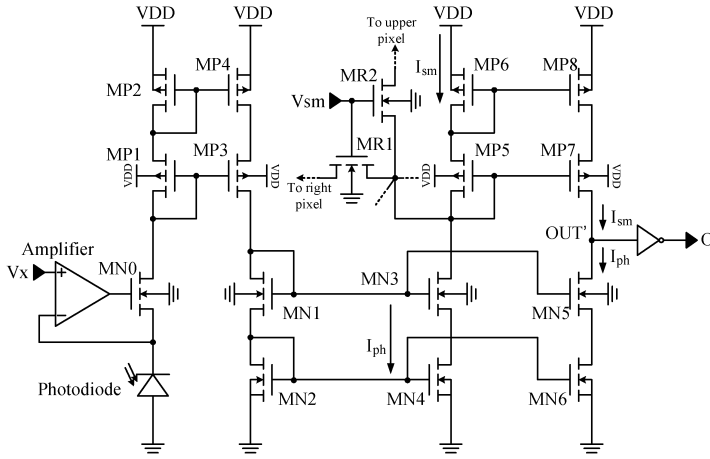 VDD
VDD
VDD
VDD
To upper
pixel
Ism
MP4
MP2
MR2
MP6
MP8
Vsm
MR1
MP1
MP3
MP5
MP7
VDD
VDD
VDD
VDD
To right
pixel
Ism
OUT'
O
Iph
Amplifier
Vx
+
−
MN0
MN3
MN1
MN5
Iph
Photodiode
MN2
MN4
MN6